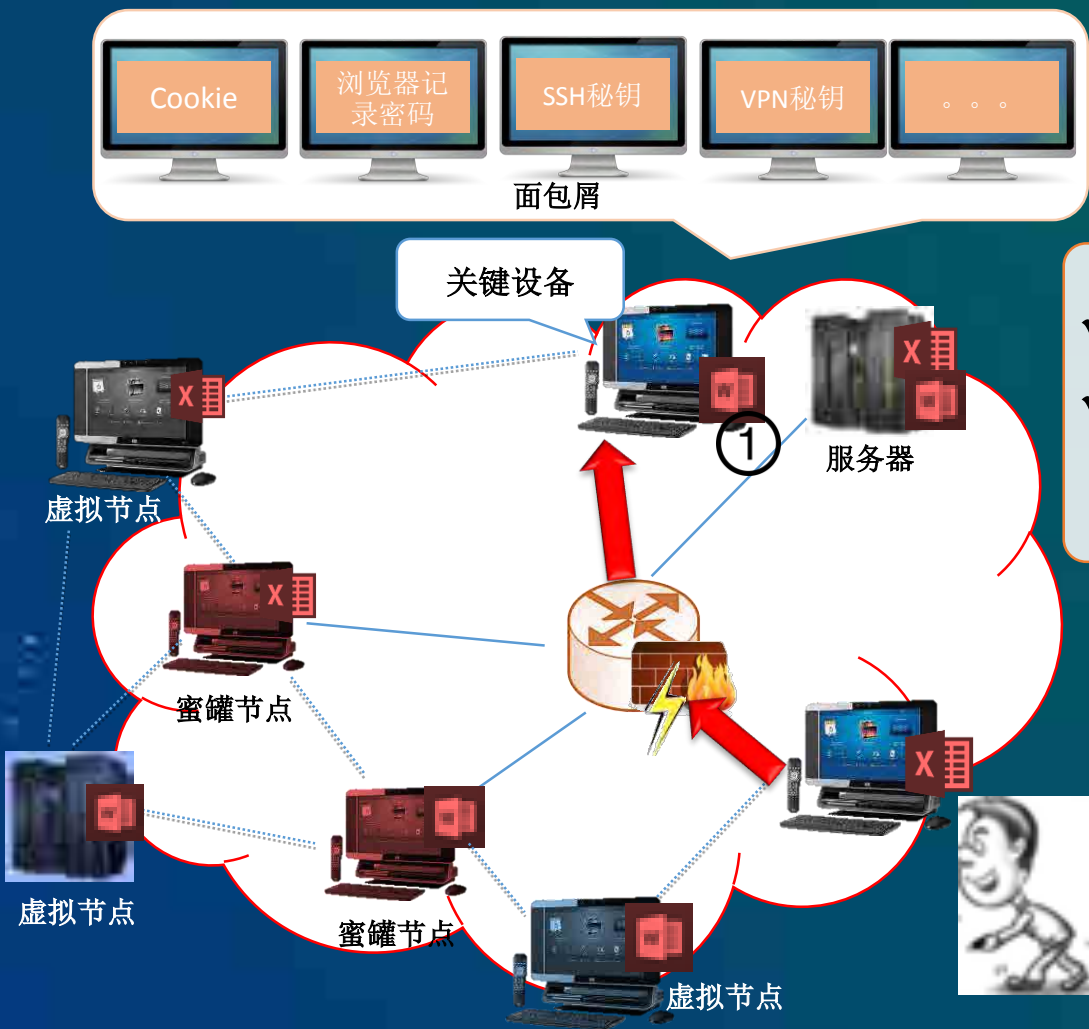 Cookie
浏览器记
录密码
SSH秘钥
VPN秘钥
。。。
面包屑
关键设备
X
X
服务器
1
虚拟节点
X
蜜罐节点
X
虚拟节点
蜜罐节点
虚拟节点